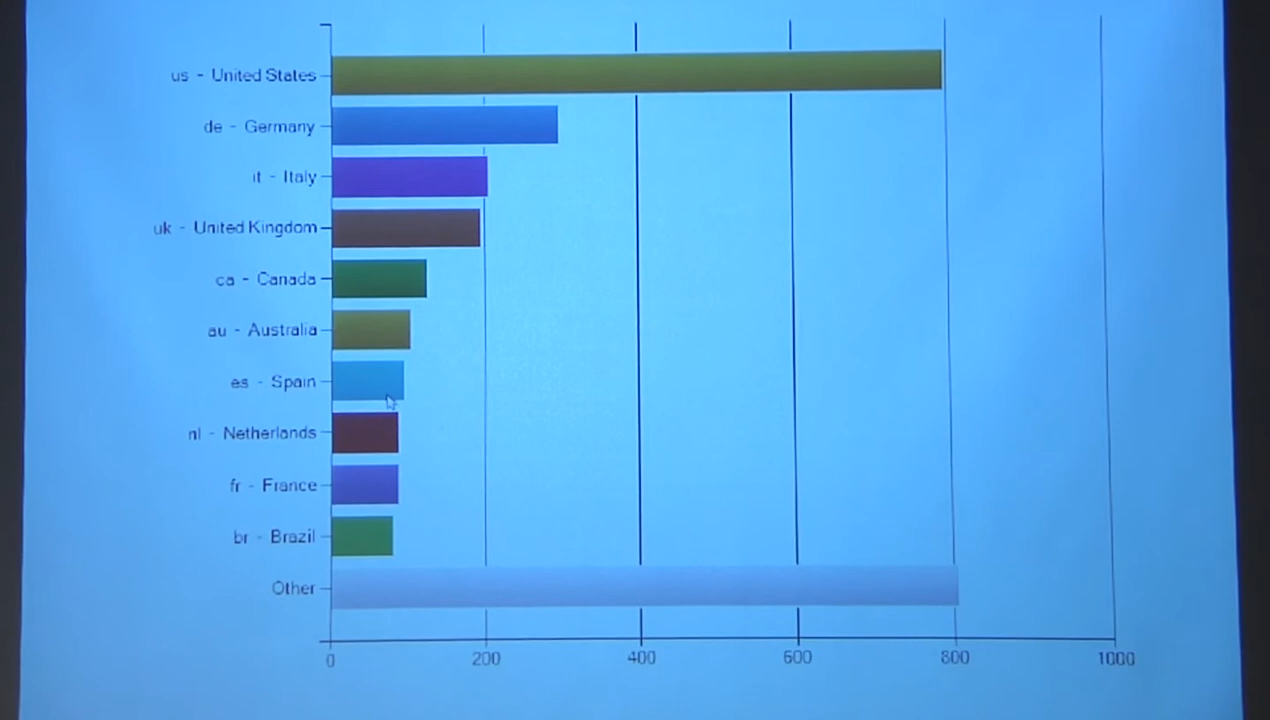 us - United States
de - Germany
it - Italy
uk - United Kingdom
ca - Canada
au - Australia
es - Spain
nl - Netherlands
fr - France
br - Brazil
Other
0 200 400 600 800 1000